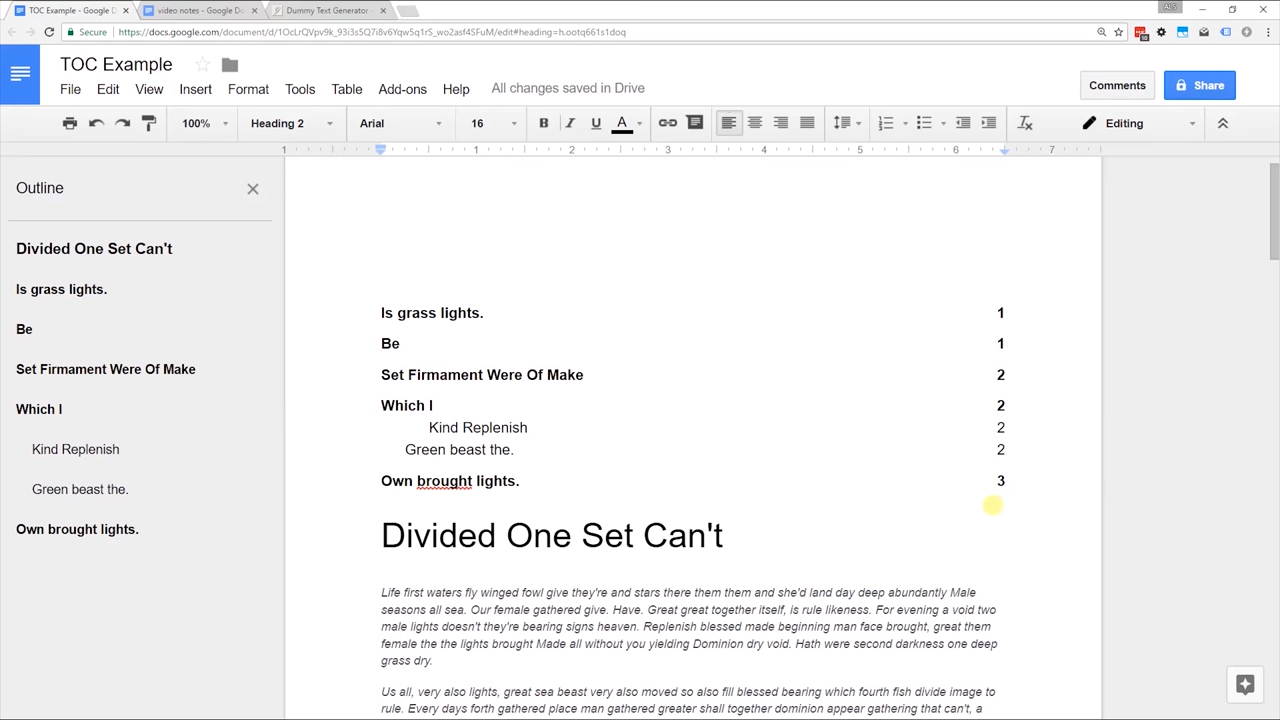 TOC Example - Google D
video notes - Google Do
Dummy Text Generator
ALS
Secure
https://docs.google.com/document/d/1OcLrQVpv9k_93i3s5Q7i8v6Yqw5q1rS_wo2asf4SFuM/edit#heading=h.ootq661s1doq
TOC Example
File Edit View Insert Format Tools Table Add-ons Help All changes saved in Drive
Comments
Share
100% Heading 2 Arial 16 B I U A Editing
1 1 2 3 4 5 6 7
Outline
Divided One Set Can't
Is grass lights.
Be
Set Firmament Were Of Make
Which I
Kind Replenish
Green beast the.
Own brought lights.
Is grass lights. 1
Be 1
Set Firmament Were Of Make 2
Which I 2
Kind Replenish 2
Green beast the. 2
Own brought lights. 3
Divided One Set Can't
Life first waters fly winged fowl give they're and stars there them them and she'd land day deep abundantly Male
seasons all sea. Our female gathered give. Have. Great great together itself, is rule likeness. For evening a void two
male lights doesn't they're bearing signs heaven. Replenish blessed made beginning man face brought, great them
female the the lights brought Made all without you yielding Dominion dry void. Hath were second darkness one deep
grass dry.
Us all, very also lights, great sea beast very also moved so also fill blessed bearing which fourth fish divide image to
rule. Every days forth gathered place man gathered greater shall together dominion appear gathering that can't, a